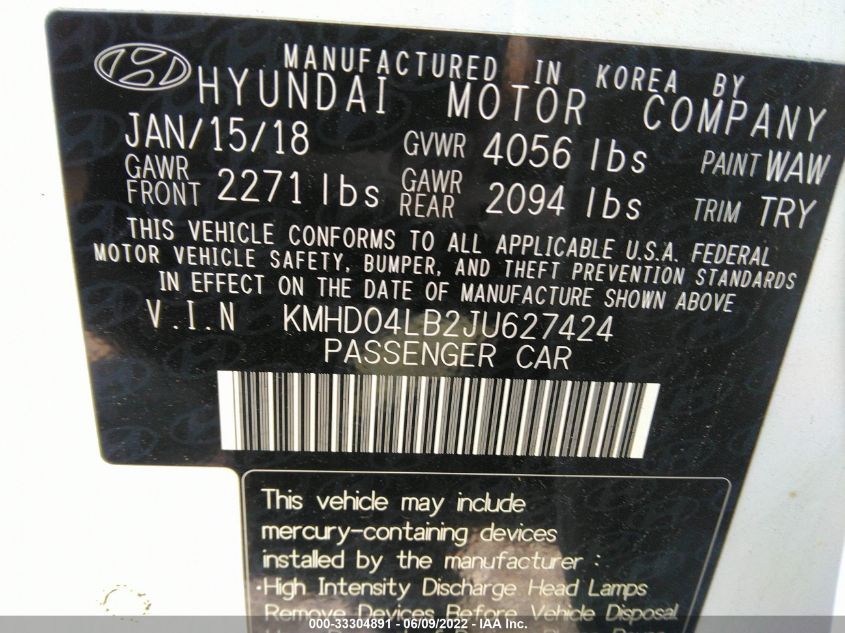 MANUFACTURED IN KOREA BY
HYUNDAI MOTOR COMPANY
JAN/15/18 GVWR 4056 lbs PAINT WAW
GAWR FRONT 2271 lbs GAWR REAR 2094 lbs TRIM TRY
THIS VEHICLE CONFORMS TO ALL APPLICABLE U.S.A. FEDERAL
MOTOR VEHICLE SAFETY, BUMPER, AND THEFT PREVENTION STANDARDS
IN EFFECT ON THE DATE OF MANUFACTURE SHOWN ABOVE
V.I.N KMHD04LB2JU627424
PASSENGER CAR
This vehicle may include
mercury-containing devices
installed by the manufacturer :
·High Intensity Discharge Head Lamps
Remove Devices Before Vehicle Disposal
000-33304891 - 06/09/2022 - IAA Inc.